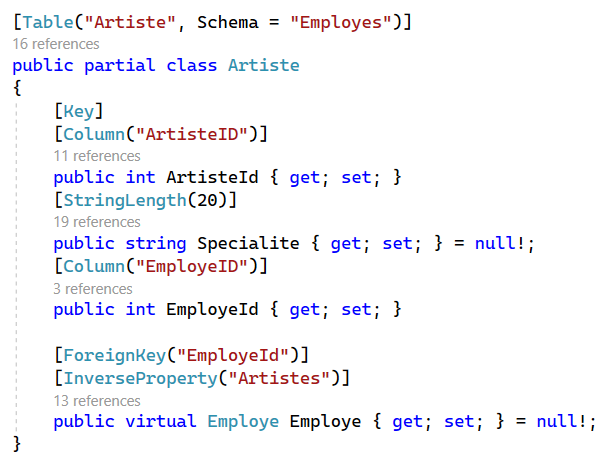 [Table("Artiste", Schema = "Employes")]
16 references
public partial class Artiste
{
[Key]
[Column("ArtisteID")]
11 references
public int ArtisteId { get; set; }
[StringLength(20)]
19 references
public string Specialite { get; set; } = null!;
[Column("EmployeID")]
3 references
public int EmployeId { get; set; }
[ForeignKey("EmployeId")]
[InverseProperty("Artistes")]
13 references
public virtual Employe Employe { get; set; } = null!;
}